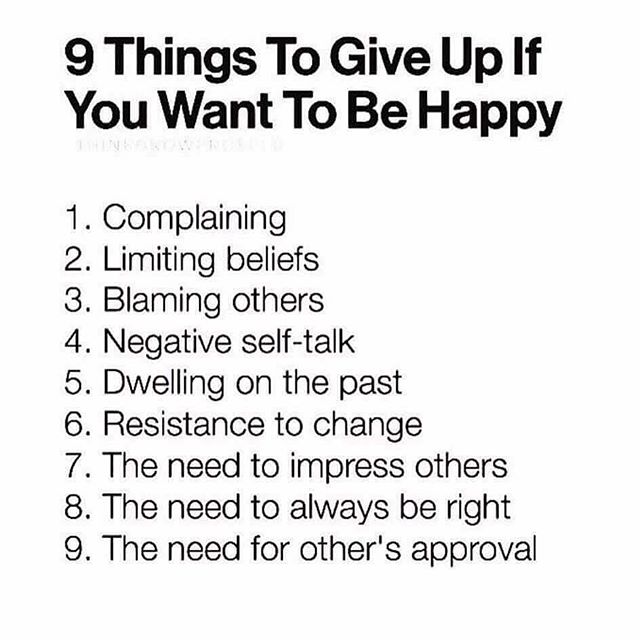 9 Things To Give Up If
You Want To Be Happy
1. Complaining
2. Limiting beliefs
3. Blaming others
4. Negative self-talk
5. Dwelling on the past
6. Resistance to change
7. The need to impress others
8. The need to always be right
9. The need for other's approval